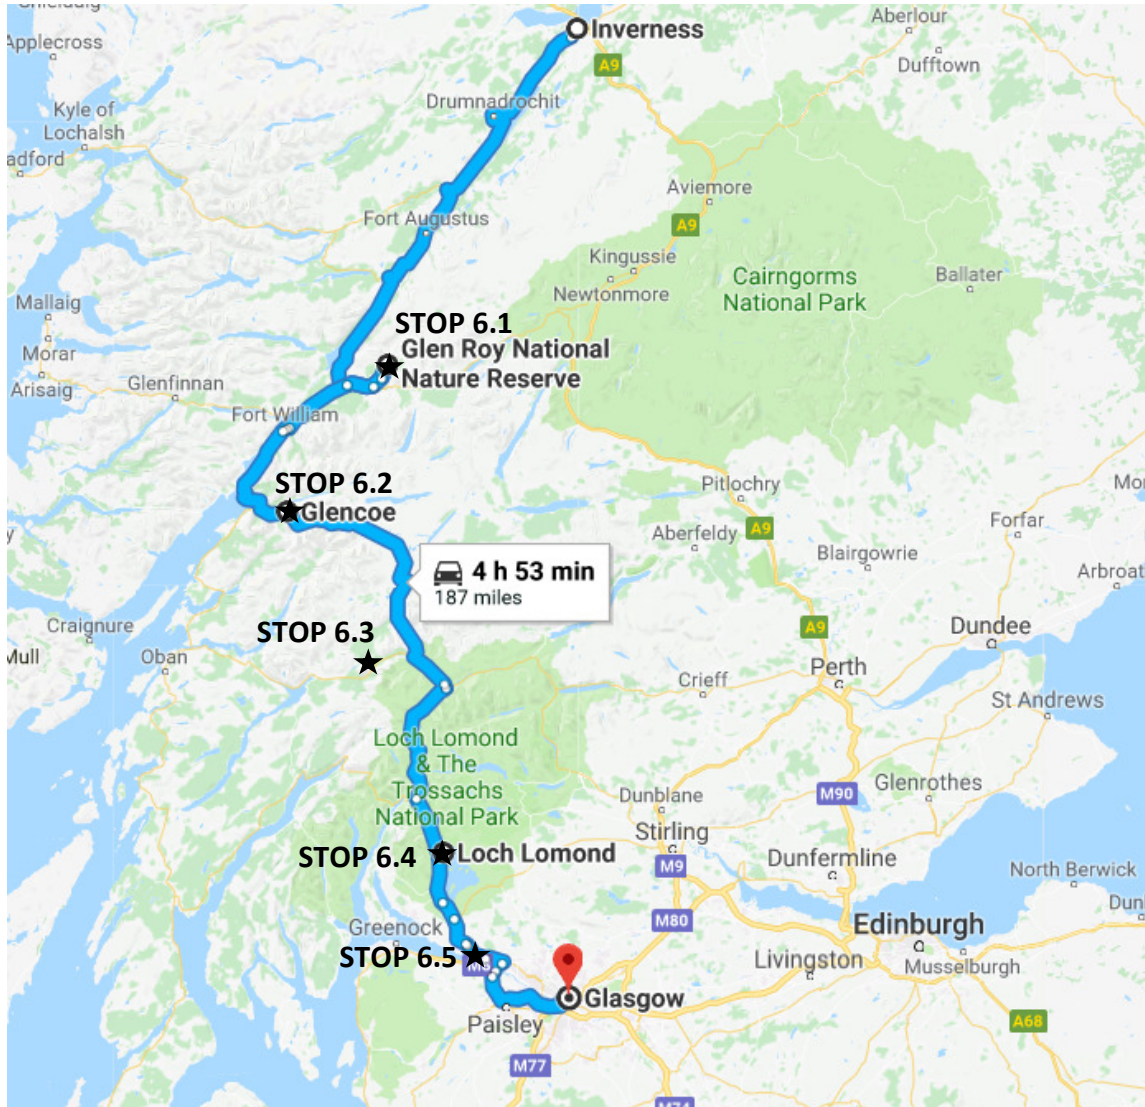 Applecross
Inverness
Aberlour
A9
Dufftown
Drumnadrochit
Kyle of
Lochalsh
adford
Aviemore
Fort Augustus
A9
Kingussie
Newtonmore
Cairngorms
National Park
Ballater
Mallaig
STOP 6.1
Glen Roy National
Nature Reserve
Morar
Arisaig
Glenfinnan
Fort William
STOP 6.2
Glencoe
Pitlochry
Mo
A9
Aberfeldy
Forfar
Blairgowrie
Arbroat
4 h 53 min
187 miles
Craignure
Mull
STOP 6.3
Oban
A9
Dundee
Perth
Crieff
St Andrews
Loch Lomond
& The
Trossachs
National Park
Glenrothes
M90
Dunblane
Stirling
STOP 6.4
Loch Lomond
M9
Dunfermline
North Berwick
Dun
M80
Greenock
Edinburgh
STOP 6.5
Livingston
Musselburgh
Glasgow
Paisley
A68
M77
M74